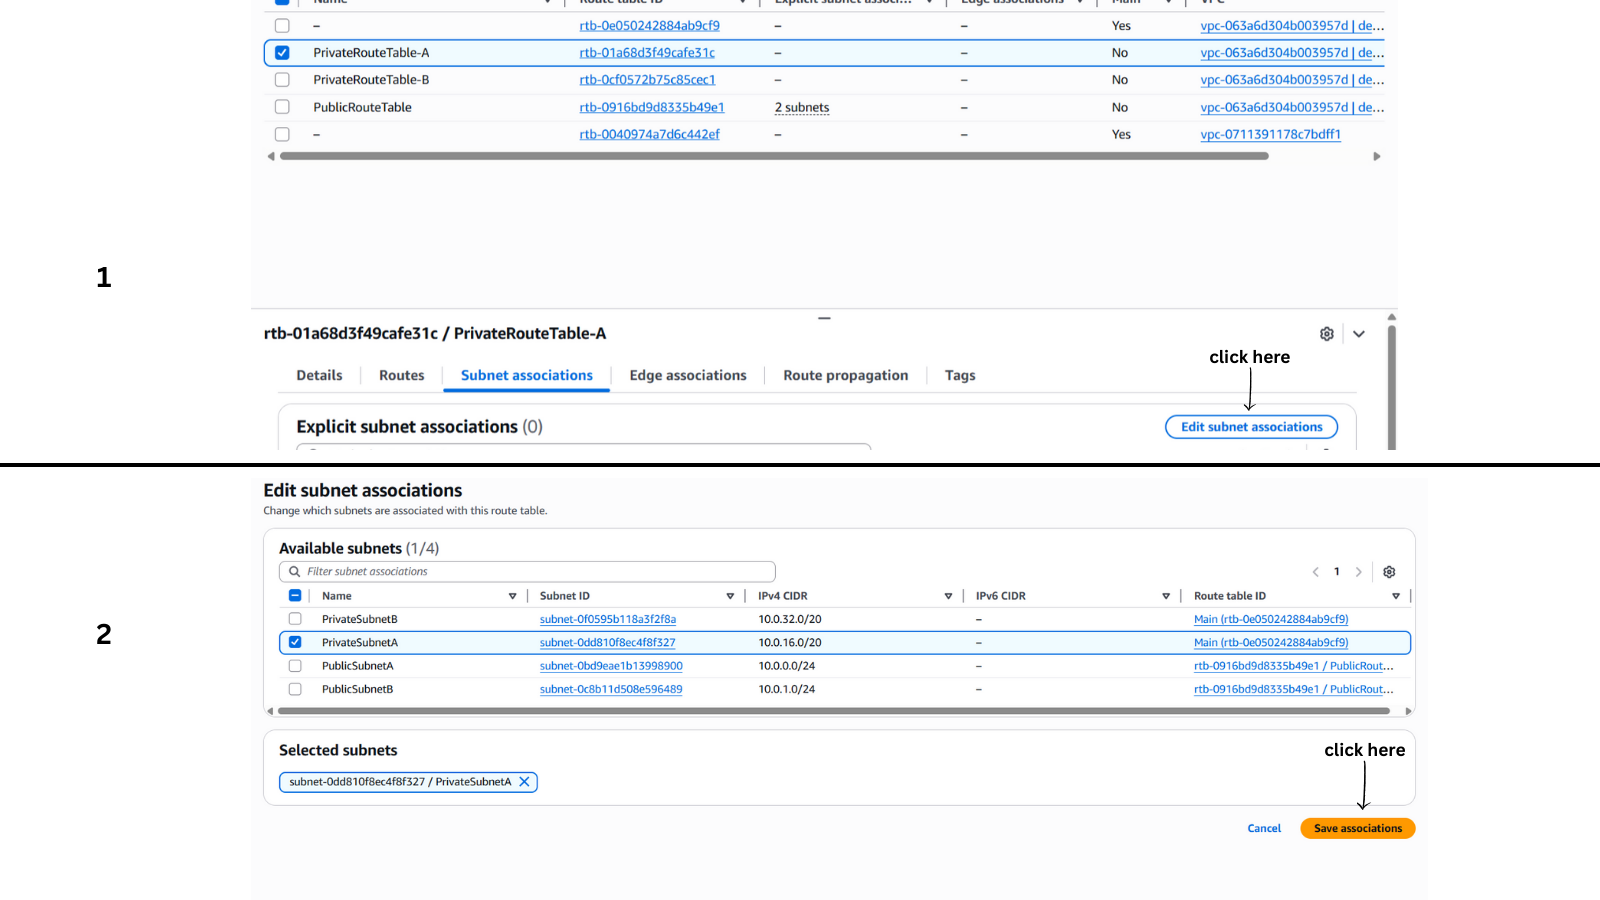 Name Route table ID Explicit subnet associ... Edge associations Main VPC
– rtb-0e050242884ab9cf9 – – Yes vpc-063a6d304b003957d | de...
PrivateRouteTable-A rtb-01a68d3f49cafe31c – – No vpc-063a6d304b003957d | de...
PrivateRouteTable-B rtb-0cf0572b75c85cec1 – – No vpc-063a6d304b003957d | de...
PublicRouteTable rtb-0916bd9d8335b49e1 2 subnets – No vpc-063a6d304b003957d | de...
– rtb-0040974a7d6c442ef – – Yes vpc-0711391178c7bdff1
1
rtb-01a68d3f49cafe31c / PrivateRouteTable-A
click here
Details Routes Subnet associations Edge associations Route propagation Tags
Explicit subnet associations (0) Edit subnet associations
Edit subnet associations
Change which subnets are associated with this route table.
Available subnets (1/4)
Filter subnet associations 1
Name Subnet ID IPv4 CIDR IPv6 CIDR Route table ID
PrivateSubnetB subnet-0f0595b118a3f2f8a 10.0.32.0/20 – Main (rtb-0e050242884ab9cf9)
2
PrivateSubnetA subnet-0dd810f8ec4f8f327 10.0.16.0/20 – Main (rtb-0e050242884ab9cf9)
PublicSubnetA subnet-0bd9eae1b13998900 10.0.0.0/24 – rtb-0916bd9d8335b49e1 / PublicRout...
PublicSubnetB subnet-0c8b11d508e596489 10.0.1.0/24 – rtb-0916bd9d8335b49e1 / PublicRout...
Selected subnets
click here
subnet-0dd810f8ec4f8f327 / PrivateSubnetA
Cancel Save associations